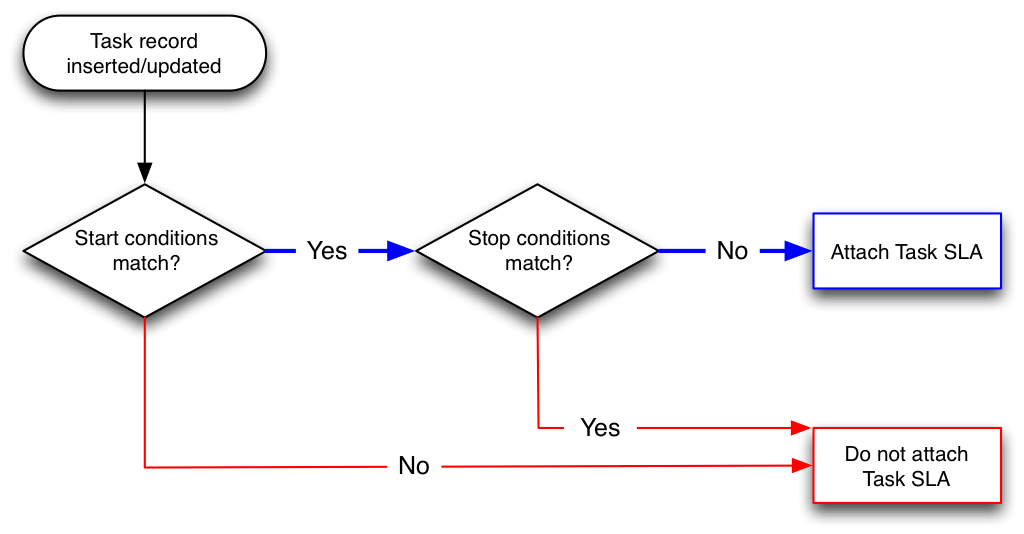 Task record
inserted/updated
Start conditions
match?
Yes
Stop conditions
match?
No
Attach Task SLA
Yes
No
Do not attach
Task SLA